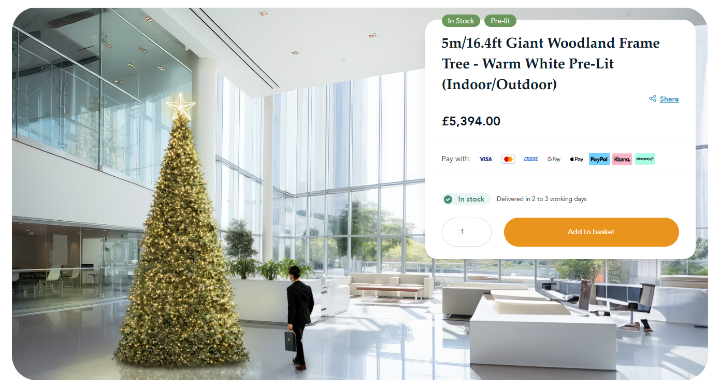 In Stock Pre-lit
5m/16.4ft Giant Woodland Frame
Tree - Warm White Pre-Lit
(Indoor/Outdoor)
Share
£5,394.00
Pay with: VISA G Pay Pay PayPal Klarna.
In stock Delivered in 2 to 3 working days
1 Add to basket